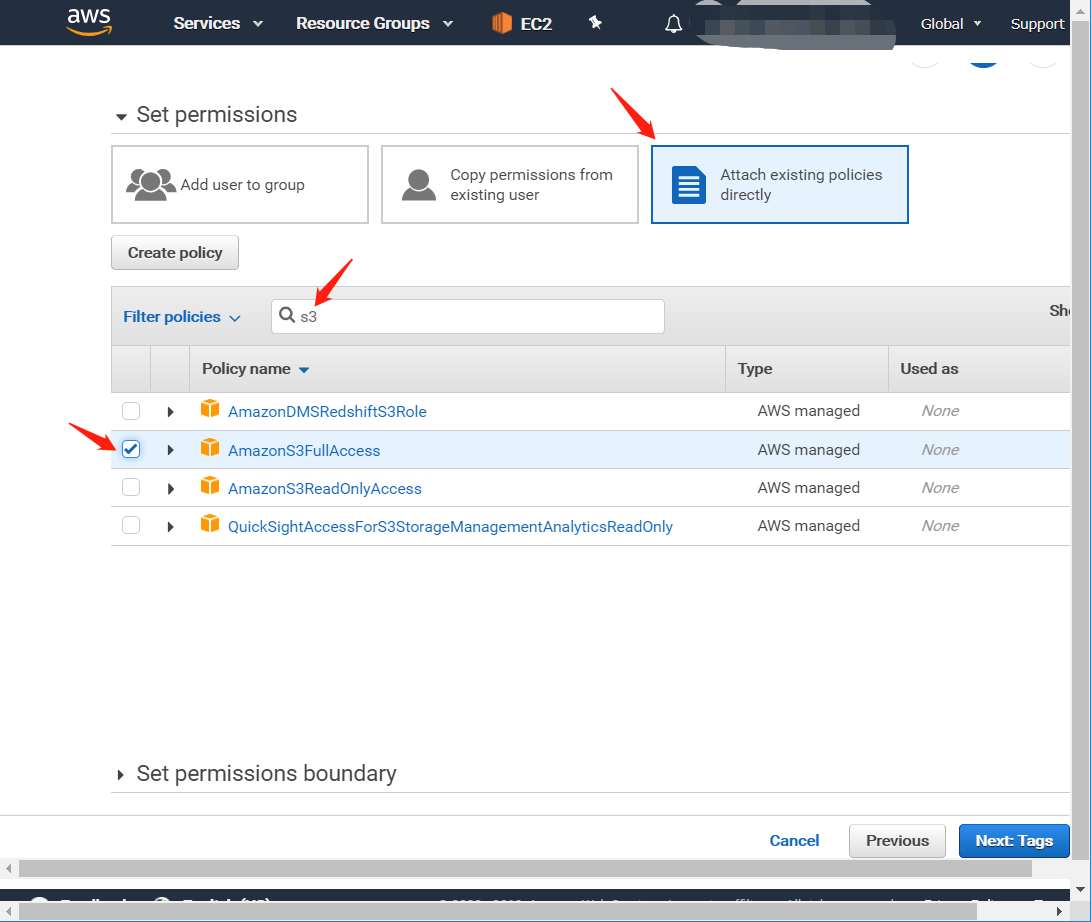 aws Services Resource Groups EC2 Global Support
Set permissions
Add user to group
Copy permissions from
existing user
Attach existing policies
directly
Create policy
Filter policies s3
Policy name Type Used as
AmazonDMSRedshiftS3Role AWS managed None
AmazonS3FullAccess AWS managed None
AmazonS3ReadOnlyAccess AWS managed None
QuickSightAccessForS3StorageManagementAnalyticsReadOnly AWS managed None
Set permissions boundary
Cancel Previous Next: Tags